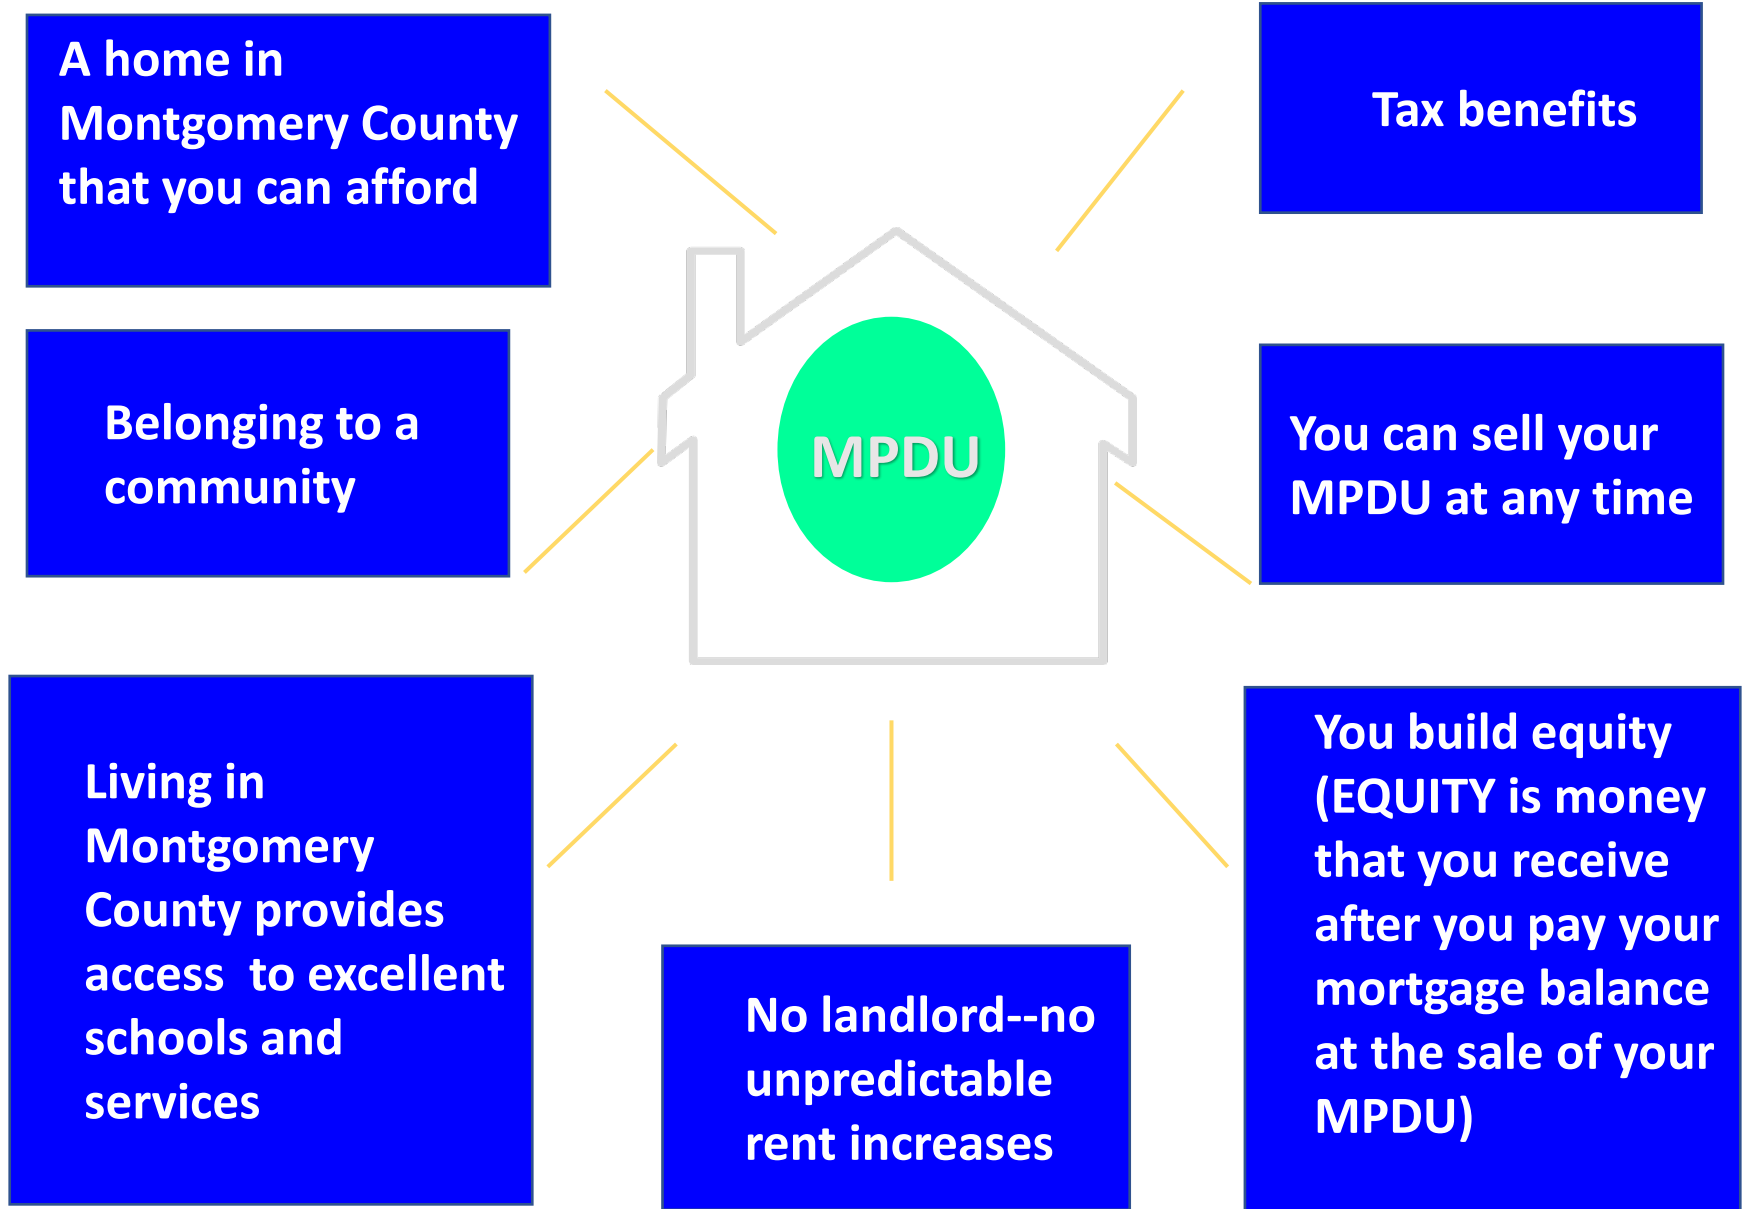 A home in
Montgomery County
that you can afford
Tax benefits
Belonging to a
community
MPDU
You can sell your
MPDU at any time
Living in
Montgomery
County provides
access  to excellent
schools and
services
No landlord--no
unpredictable
rent increases
You build equity
(EQUITY is money
that you receive
after you pay your
mortgage balance
at the sale of your
MPDU)